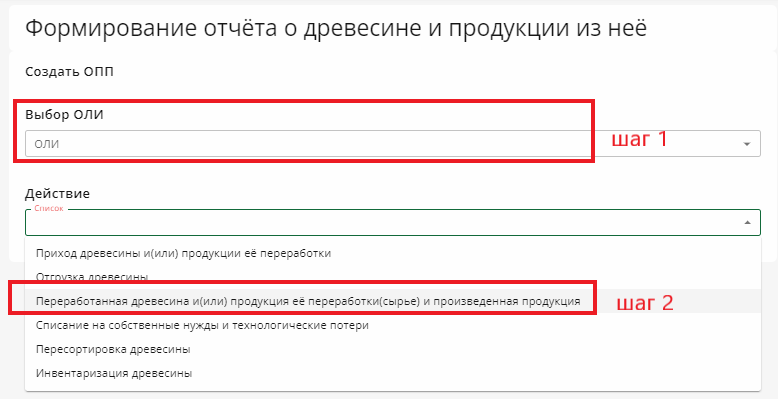 Формирование отчёта о древесине и продукции из неё
Создать ОПП
Выбор ОЛИ
ОЛИ
шаг 1
Действие
Список
Приход древесины и(или) продукции её переработки
Отгрузка древесины
Переработанная древесина и(или) продукция её переработки(сырье) и произведенная продукция
шаг 2
Списание на собственные нужды и технологические потери
Пересортировка древесины
Инвентаризация древесины